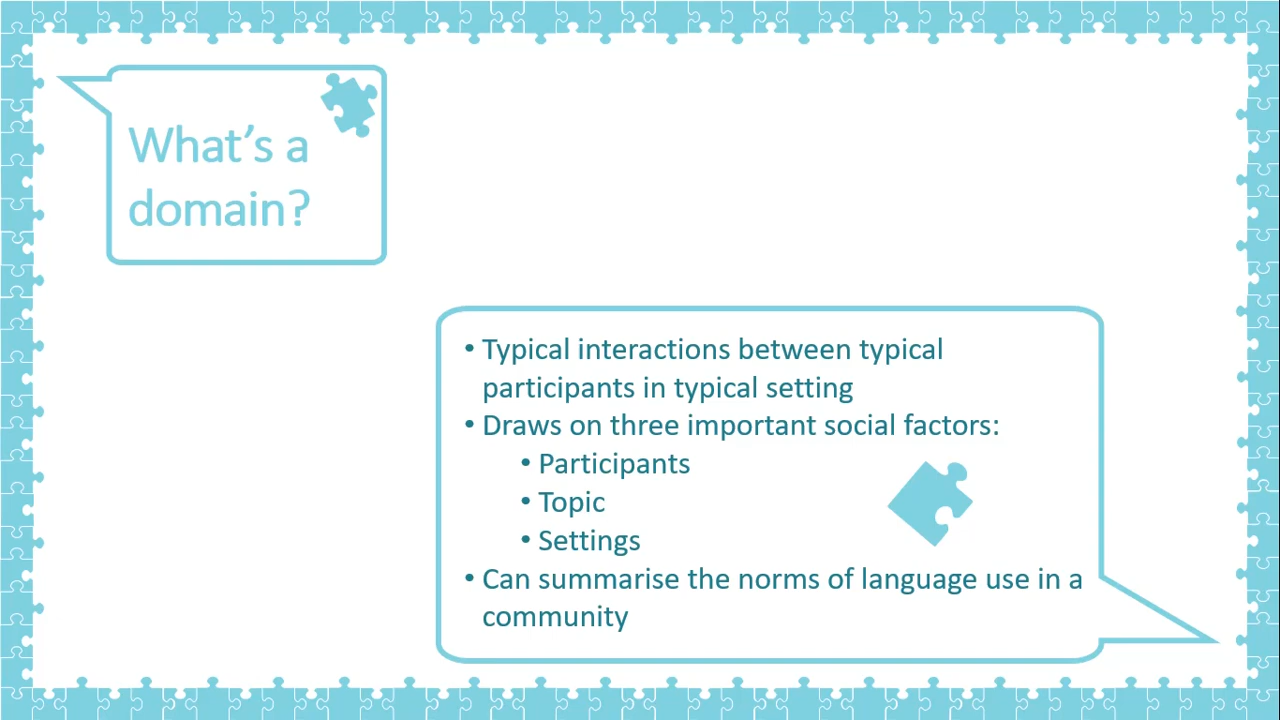 What's a
domain?
• Typical interactions between typical
participants in typical setting
• Draws on three important social factors:
• Participants
• Topic
• Settings
• Can summarise the norms of language use in a
community